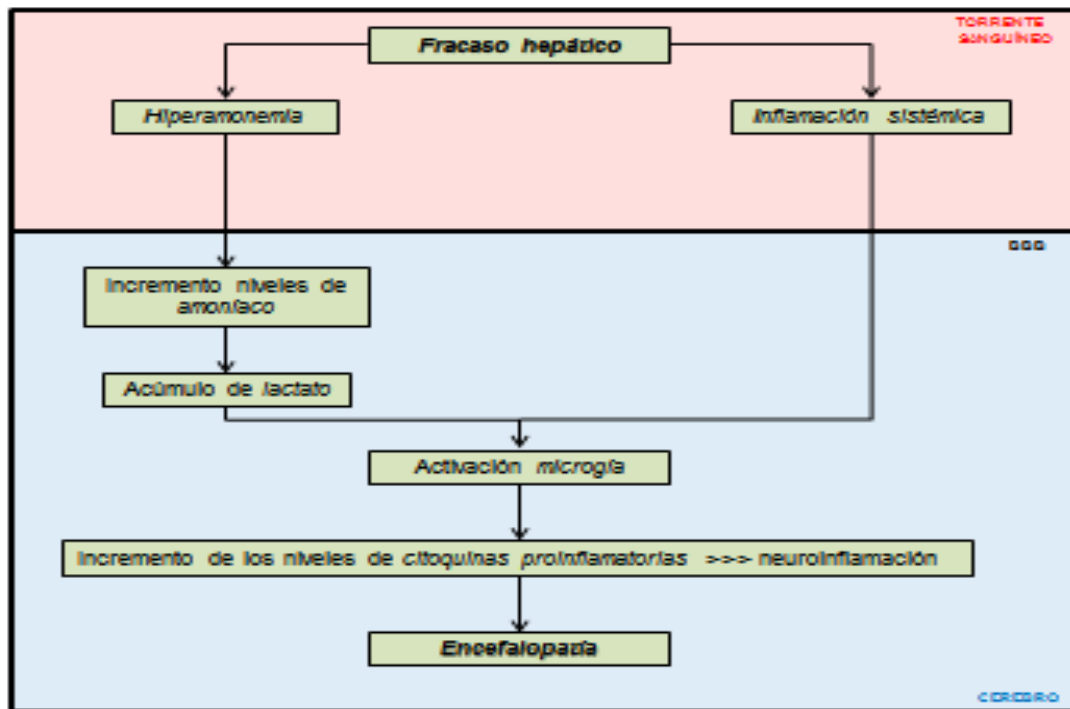 TORRENTE
SANGUÍNEO
Fracaso hepático
Hiperamonemia
Inflamación sistémica
Incremento niveles de
amoníaco
Acúmulo de lactato
Activación microgía
Incremento de los niveles de citoquinas proinflamatorias >>> neuroinflamación
Encefalopatía
CEREBRO